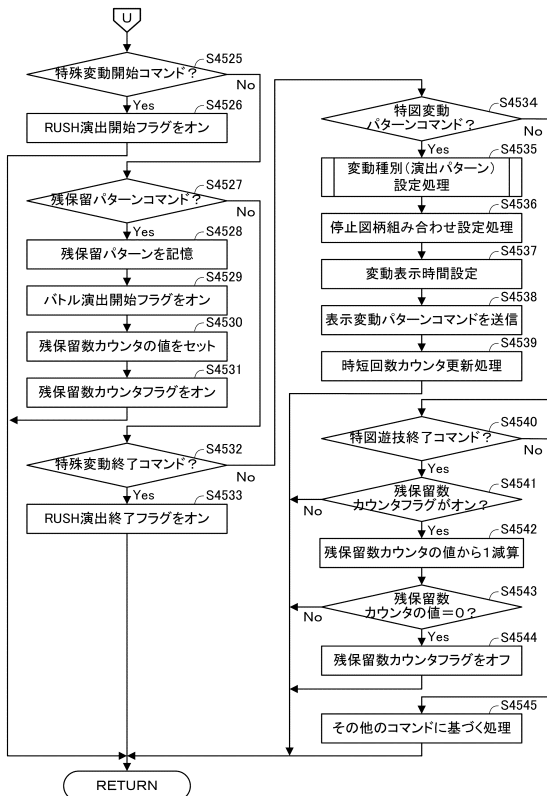 U
S4525
特殊変動開始コマンド?
No
Yes
S4526
RUSH演出開始フラグをオン
S4527
残保留パターンコマンド?
No
Yes
S4528
残保留パターンを記憶
S4529
バトル演出開始フラグをオン
S4530
残保留数カウンタの値をセット
S4531
残保留数カウンタフラグをオン
S4532
特殊変動終了コマンド?
No
Yes
S4533
RUSH演出終了フラグをオン
RETURN
S4534
特図変動
パターンコマンド?
No
Yes
S4535
変動種別(演出パターン)
設定処理
S4536
停止図柄組み合わせ設定処理
S4537
変動表示時間設定
S4538
表示変動パターンコマンドを送信
S4539
時短回数カウンタ更新処理
S4540
特図遊技終了コマンド?
No
Yes
S4541
残保留数
カウンタフラグがオン?
No
Yes
S4542
残保留数カウンタの値から1減算
S4543
残保留数
カウンタの値=0?
No
Yes
S4544
残保留数カウンタフラグをオフ
S4545
その他のコマンドに基づく処理